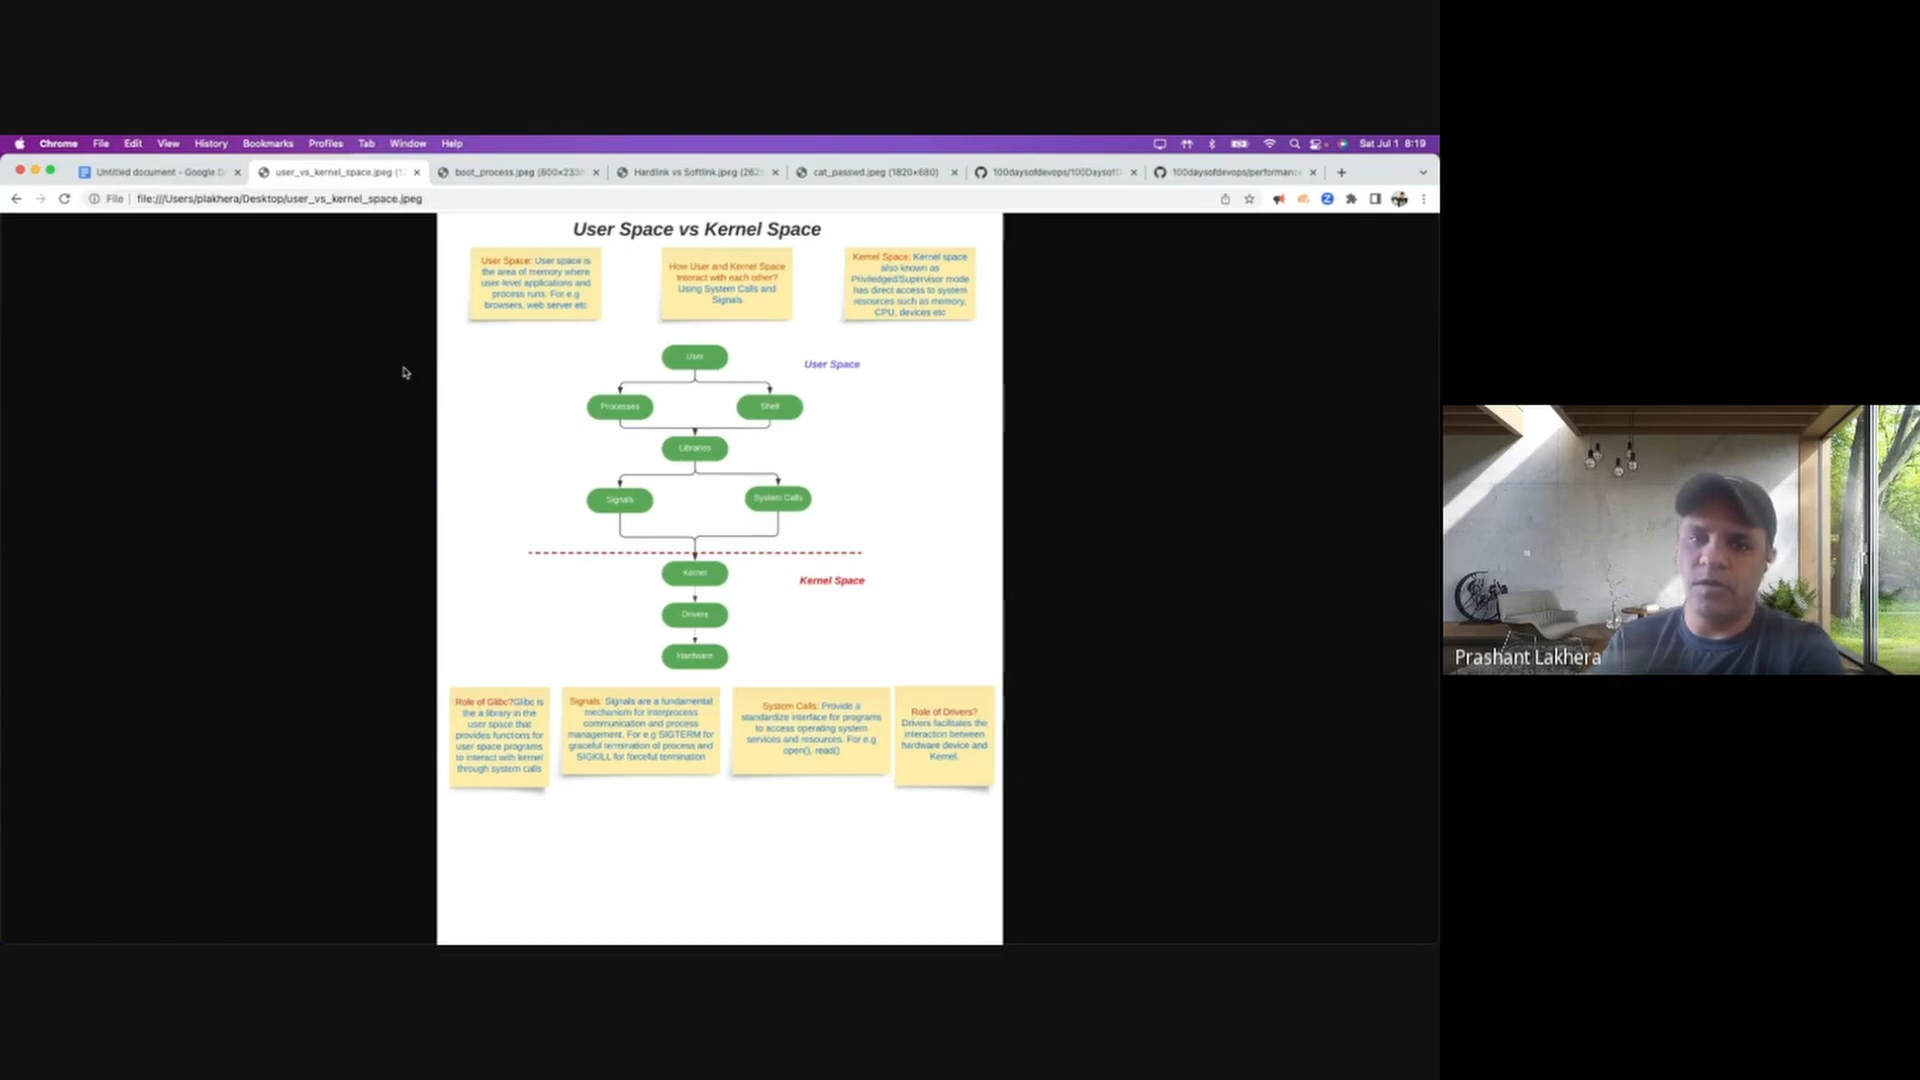 Chrome File Edit View History Bookmarks Profiles Tab Window Help
Sat Jul 1 8:19
Untitled document - Google D
user_vs_kernel_space.jpeg (1
boot_process.jpeg (800×233
Hardlink vs Softlink.jpeg (262
cat_passwd.jpeg (1820×680)
100daysofdevops/100Daysof
100daysofdevops/performanc
File
file:///Users/plakhera/Desktop/user_vs_kernel_space.jpeg
User Space vs Kernel Space
User Space: User space is
the area of memory where
user-level applications and
process runs. For e.g
browsers, web server etc
How User and Kernel Space
Interact with each other?
Using System Calls and
Signals
Kernel Space: Kernel space
also known as
Priviledged/Supervisor mode
has direct access to system
resources such as memory,
CPU, devices etc
User
User Space
Processes
Shell
Libraries
Signals
System Calls
Kernel
Kernel Space
Drivers
Hardware
Role of Glibc?Glibc is
the a library in the
user space that
provides functions for
user space programs
to interact with kernel
through system calls
Signals: Signals are a fundamental
mechanism for interprocess
communication and process
management. For e.g SIGTERM for
graceful termination of process and
SIGKILL for forceful termination
System Calls: Provide a
standardize interface for programs
to access operating system
services and resources. For e.g
open(), read()
Role of Drivers?
Drivers facilitates the
interaction between
hardware device and
Kernel.
Prashant Lakhera